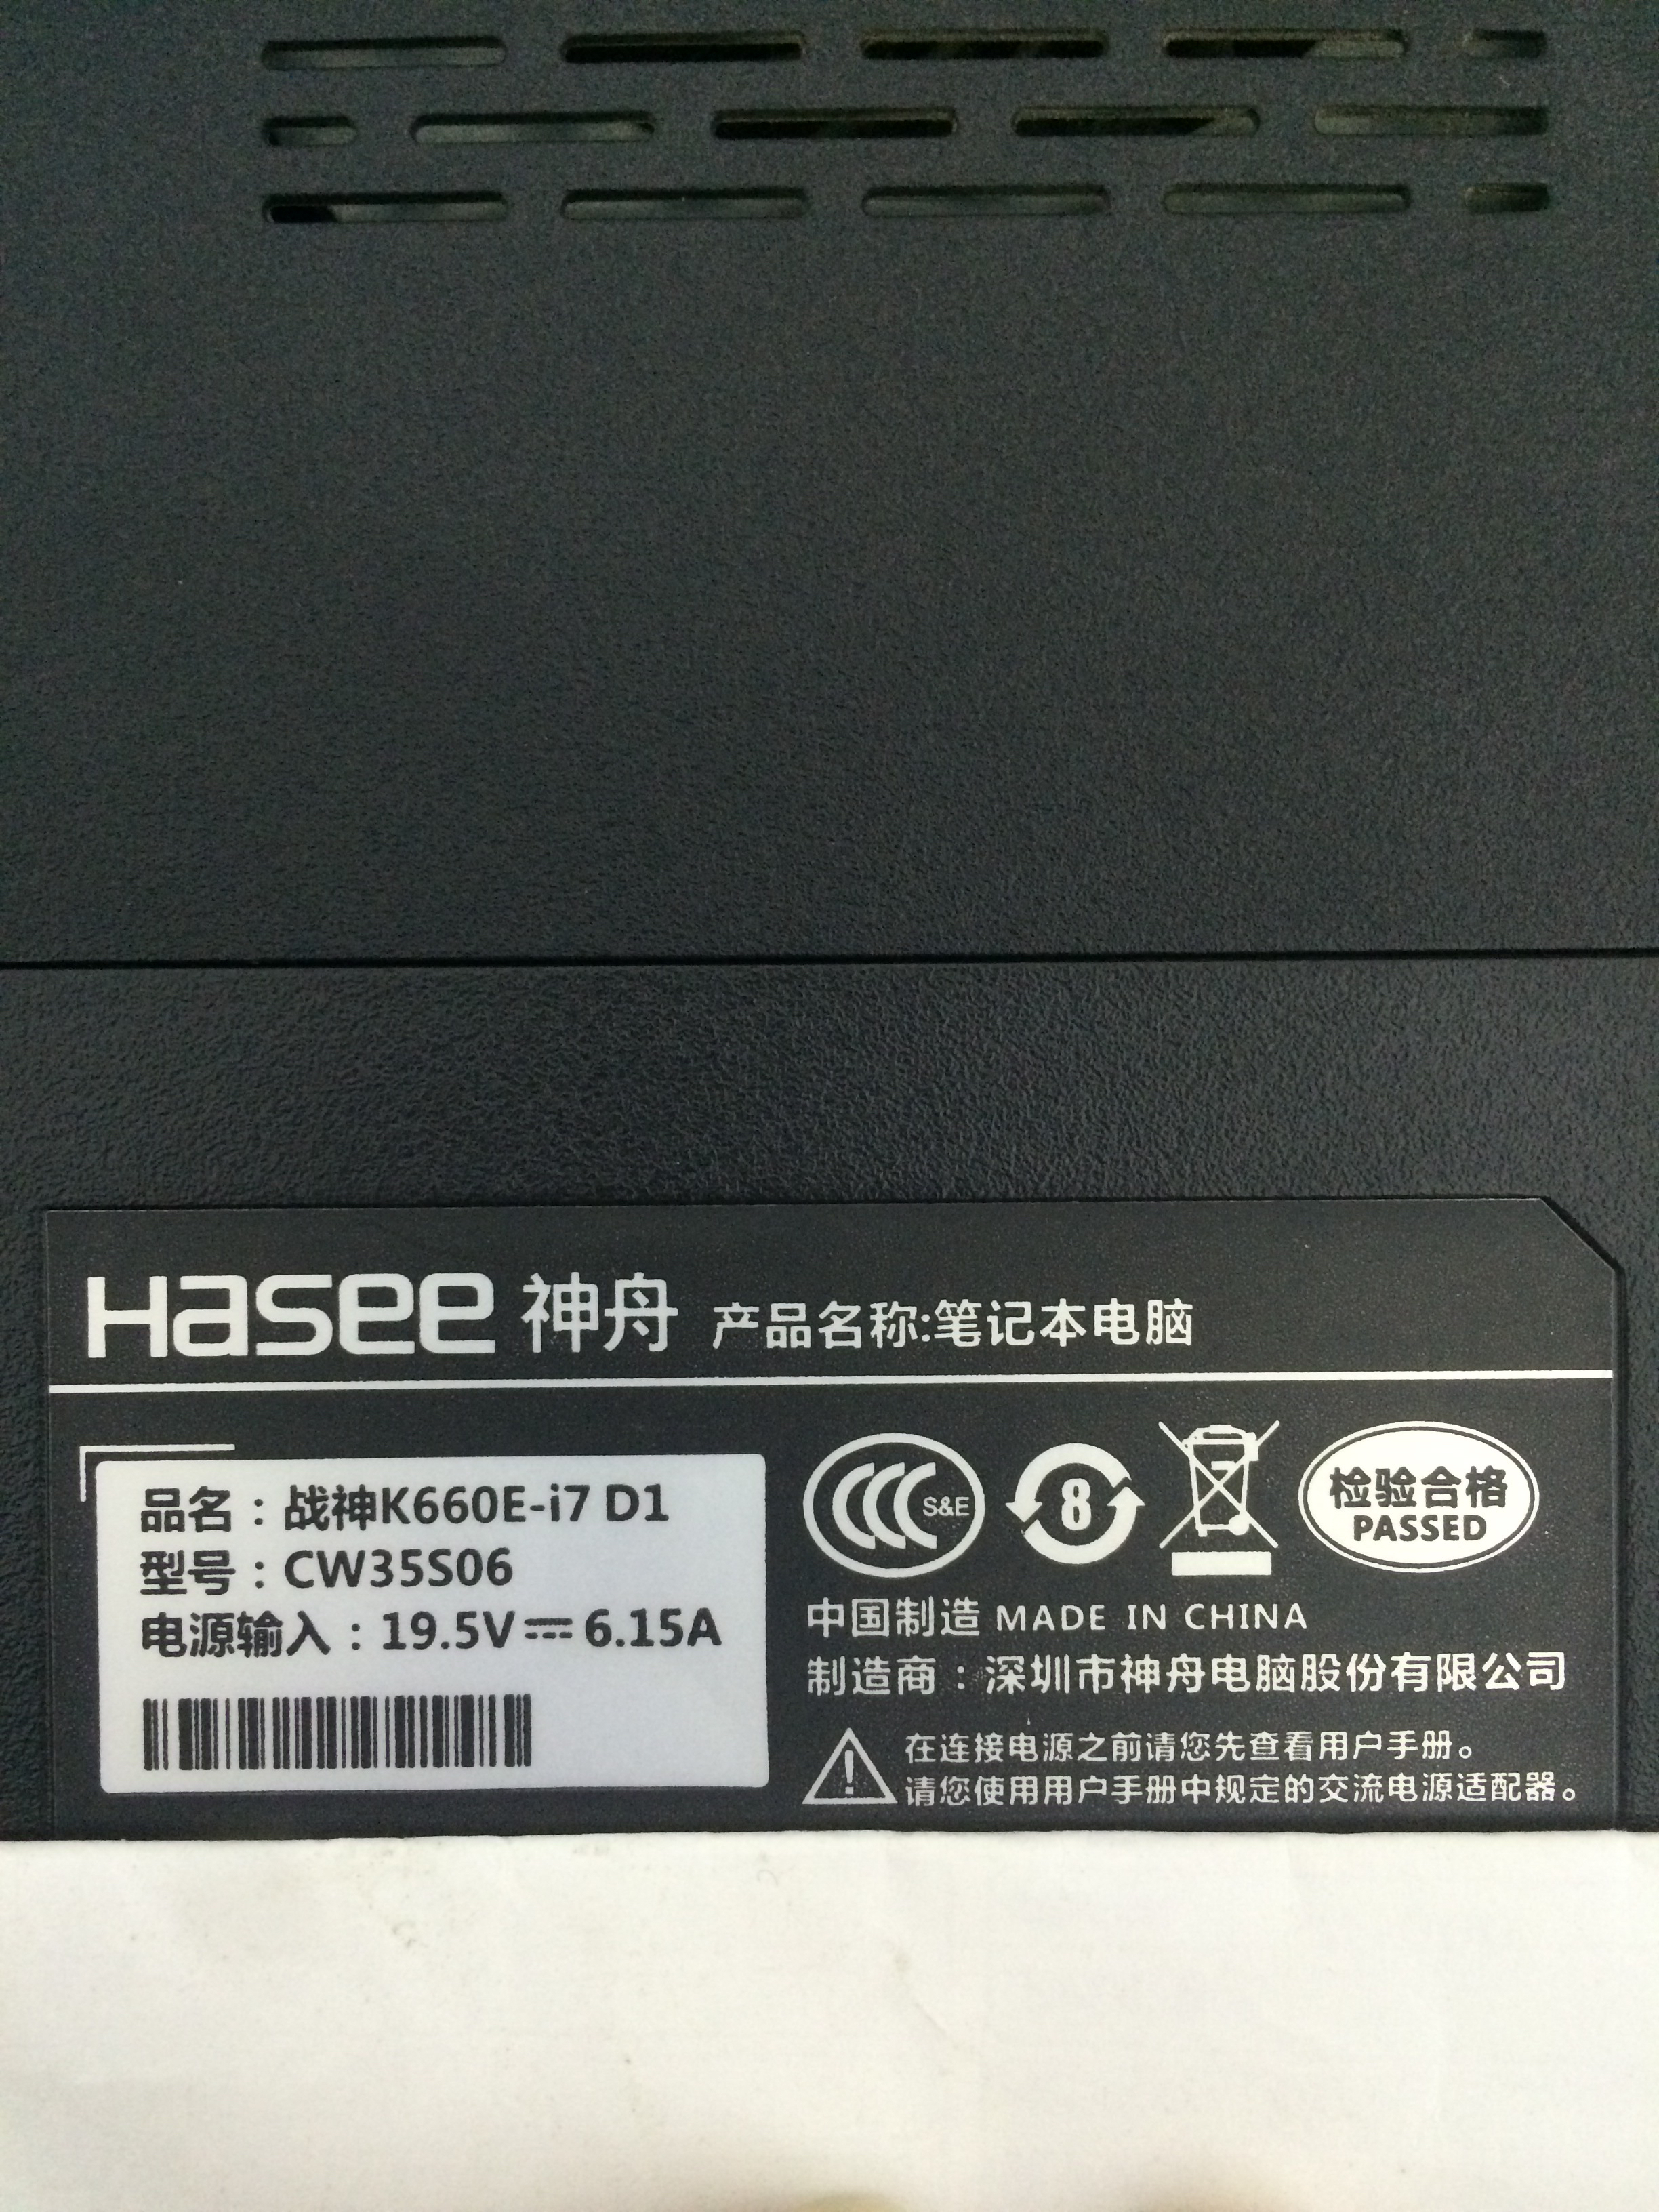 Hasee 神舟 产品名称:笔记本电脑
品名：战神K660E-i7 D1
型号：CW35S06
电源输入：19.5V⎓6.15A
S&E
8
检验合格
PASSED
中国制造 MADE IN CHINA
制造商：深圳市神舟电脑股份有限公司
在连接电源之前请您先查看用户手册。
请您使用用户手册中规定的交流电源适配器。